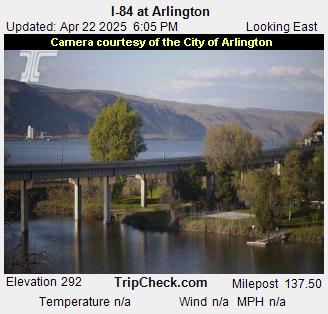 I-84 at Arlington
Updated: Apr 22 2025 6:05 PM Looking East
Camera courtesy of the City of Arlington
Elevation 292 TripCheck.com Milepost 137.50
Temperature n/a Wind n/a MPH n/a